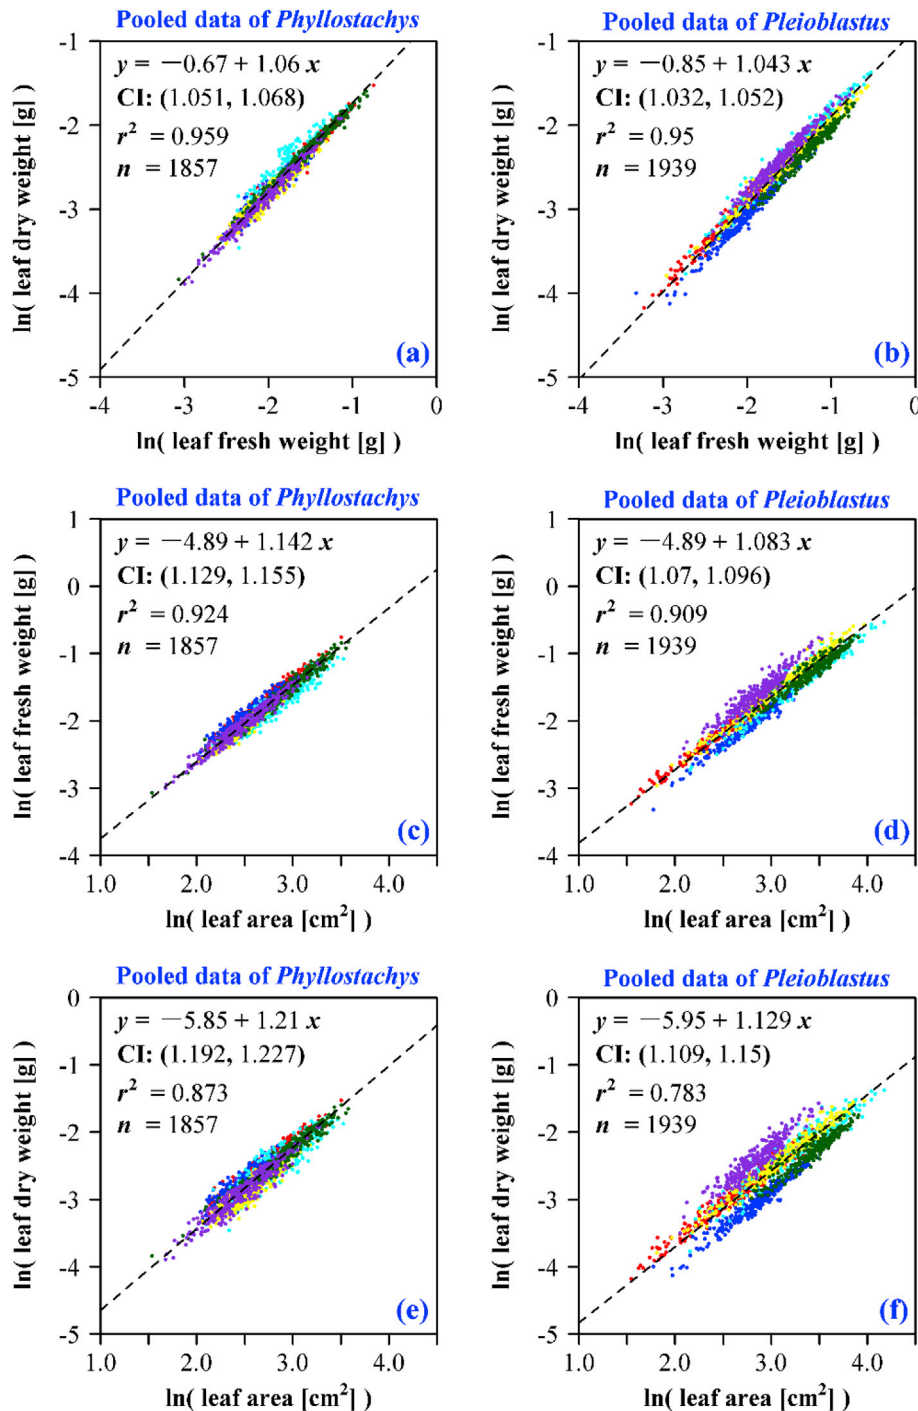 Pooled data of Phyllostachys
-1
-2
-3
-4
-5
-4
-3
-2
-1
0
ln( leaf dry weight [g] )
ln( leaf fresh weight [g] )
y = −0.67 + 1.06 x
CI: (1.051, 1.068)
r² = 0.959
n = 1857
(a)
Pooled data of Pleioblastus
-1
-2
-3
-4
-5
-4
-3
-2
-1
0
ln( leaf dry weight [g] )
ln( leaf fresh weight [g] )
y = −0.85 + 1.043 x
CI: (1.032, 1.052)
r² = 0.95
n = 1939
(b)
Pooled data of Phyllostachys
1
0
-1
-2
-3
-4
1.0
2.0
3.0
4.0
ln( leaf fresh weight [g] )
ln( leaf area [cm²] )
y = −4.89 + 1.142 x
CI: (1.129, 1.155)
r² = 0.924
n = 1857
(c)
Pooled data of Pleioblastus
1
0
-1
-2
-3
-4
1.0
2.0
3.0
4.0
ln( leaf fresh weight [g] )
ln( leaf area [cm²] )
y = −4.89 + 1.083 x
CI: (1.07, 1.096)
r² = 0.909
n = 1939
(d)
Pooled data of Phyllostachys
0
-1
-2
-3
-4
-5
1.0
2.0
3.0
4.0
ln( leaf dry weight [g] )
ln( leaf area [cm²] )
y = −5.85 + 1.21 x
CI: (1.192, 1.227)
r² = 0.873
n = 1857
(e)
Pooled data of Pleioblastus
0
-1
-2
-3
-4
-5
1.0
2.0
3.0
4.0
ln( leaf dry weight [g] )
ln( leaf area [cm²] )
y = −5.95 + 1.129 x
CI: (1.109, 1.15)
r² = 0.783
n = 1939
(f)